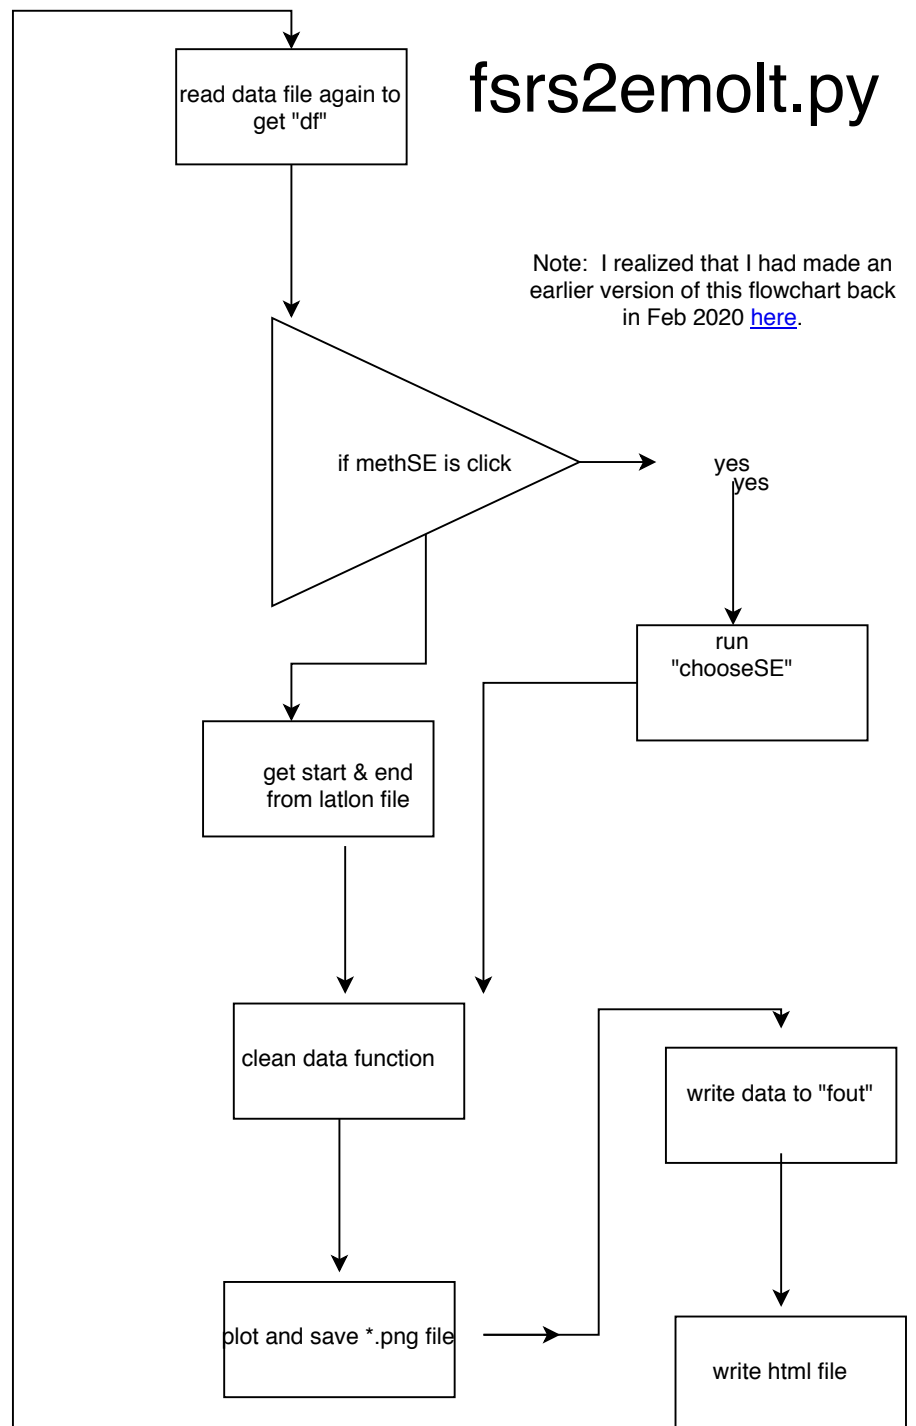 fsrs2emolt.py
read data file again to
get "df"
Note:  I realized that I had made an
earlier version of this flowchart back
in Feb 2020 here.
if methSE is click
yes
yes
run
"chooseSE"
get start & end
from latlon file
clean data function
write data to "fout"
plot and save *.png file
write html file